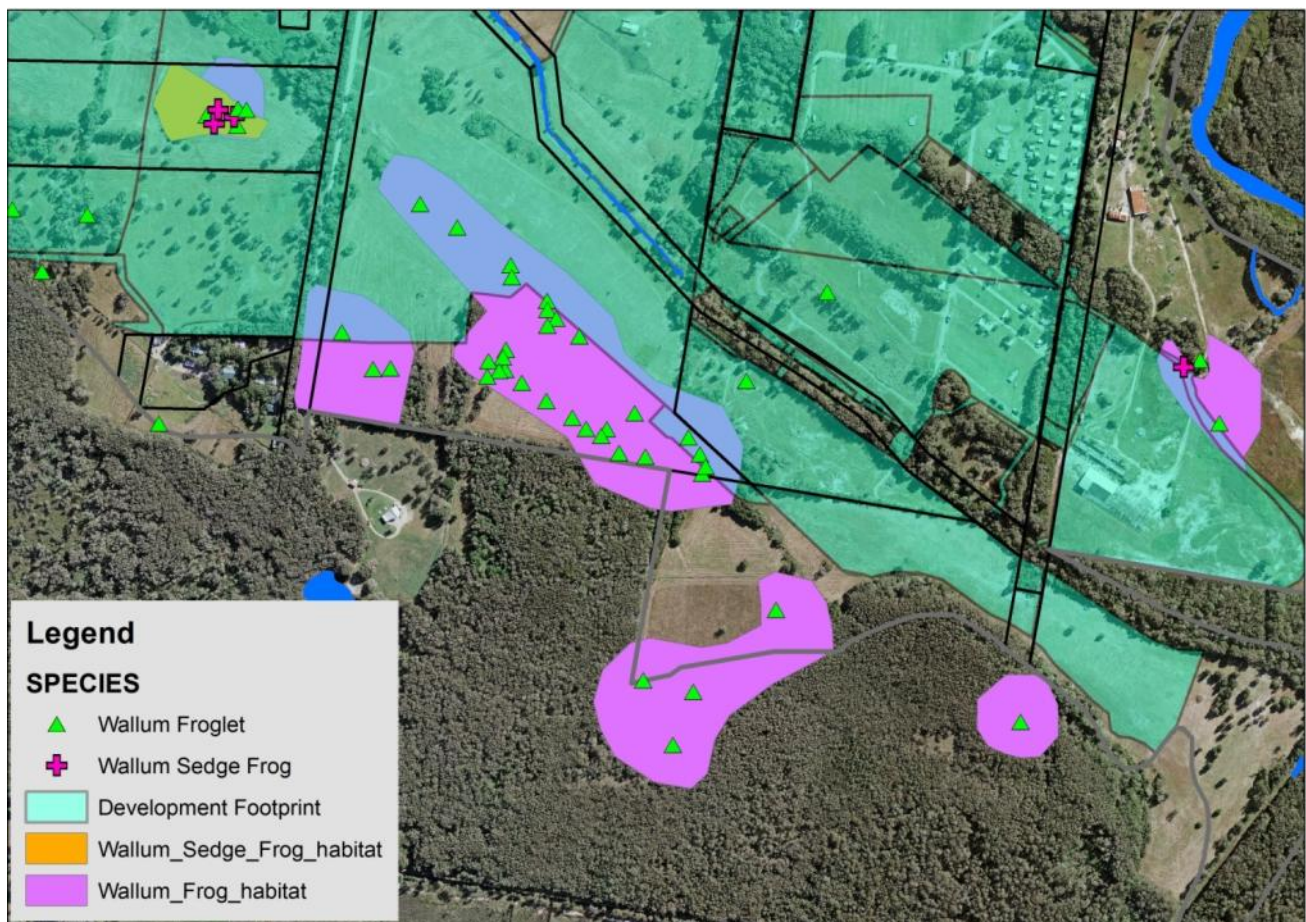 Legend
SPECIES
Wallum Froglet
Wallum Sedge Frog
Development Footprint
Wallum_Sedge_Frog_habitat
Wallum_Frog_habitat